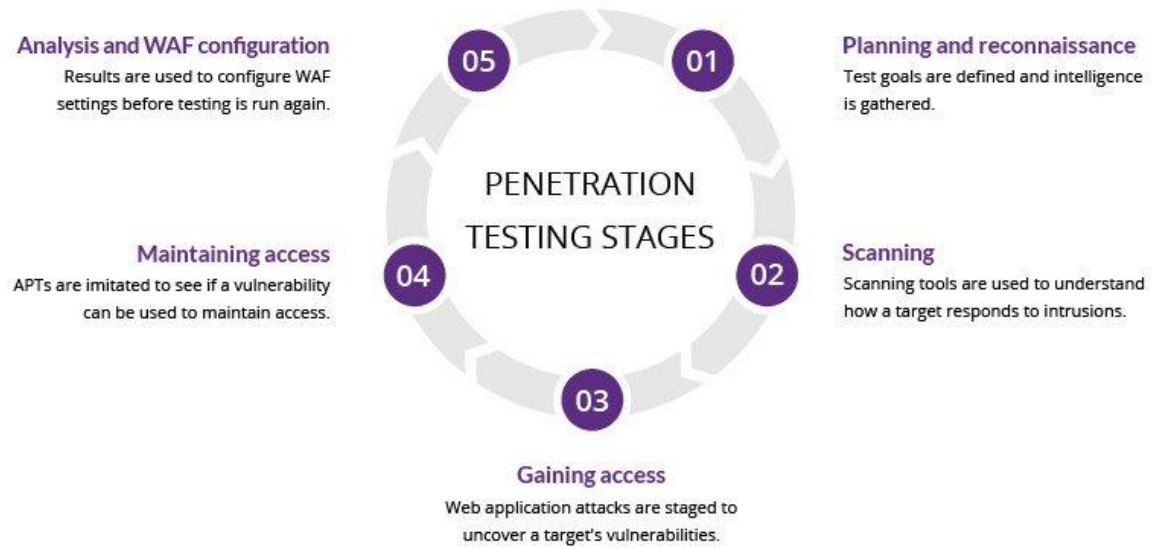 PENETRATION
TESTING STAGES
01
Planning and reconnaissance
Test goals are defined and intelligence
is gathered.
02
Scanning
Scanning tools are used to understand
how a target responds to intrusions.
03
Gaining access
Web application attacks are staged to
uncover a target's vulnerabilities.
04
Maintaining access
APTs are imitated to see if a vulnerability
can be used to maintain access.
05
Analysis and WAF configuration
Results are used to configure WAF
settings before testing is run again.